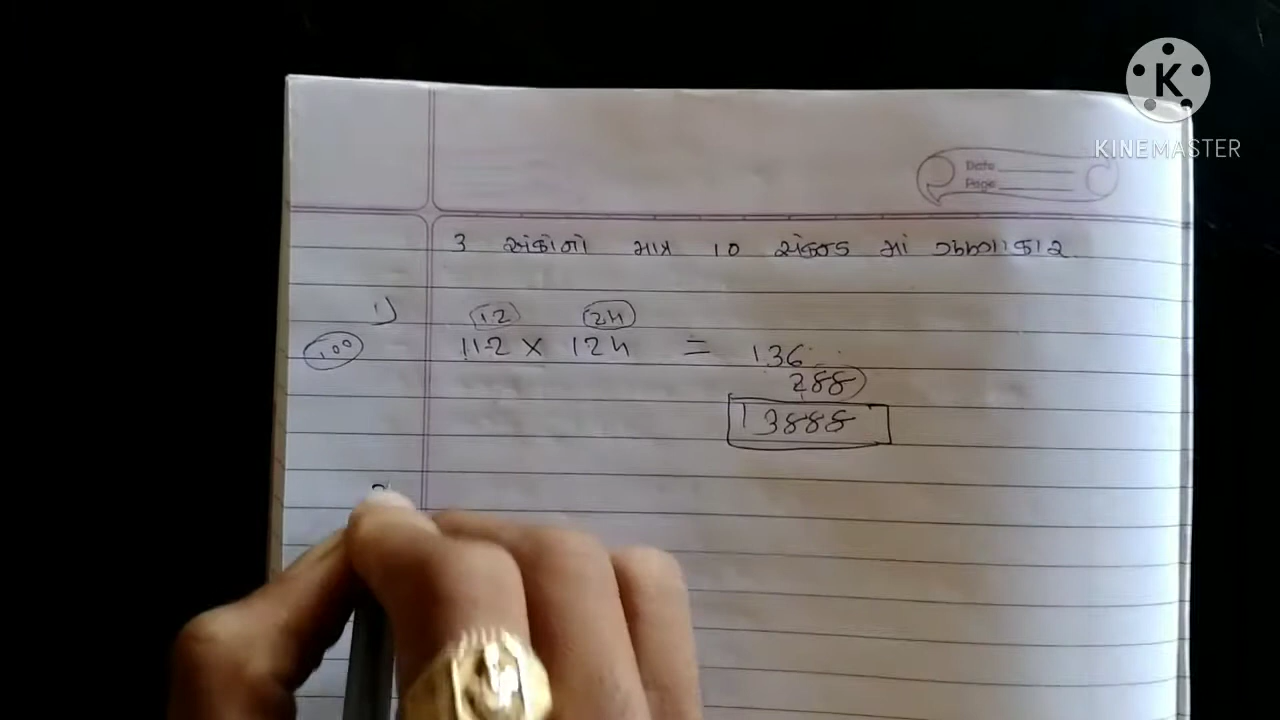 KINEMASTER
Date
Page
3 અંકોનો માત્ર 10 સેકન્ડ માં ગુણાકાર
1) 12 24
100 112 x 124 = 136
288
13888